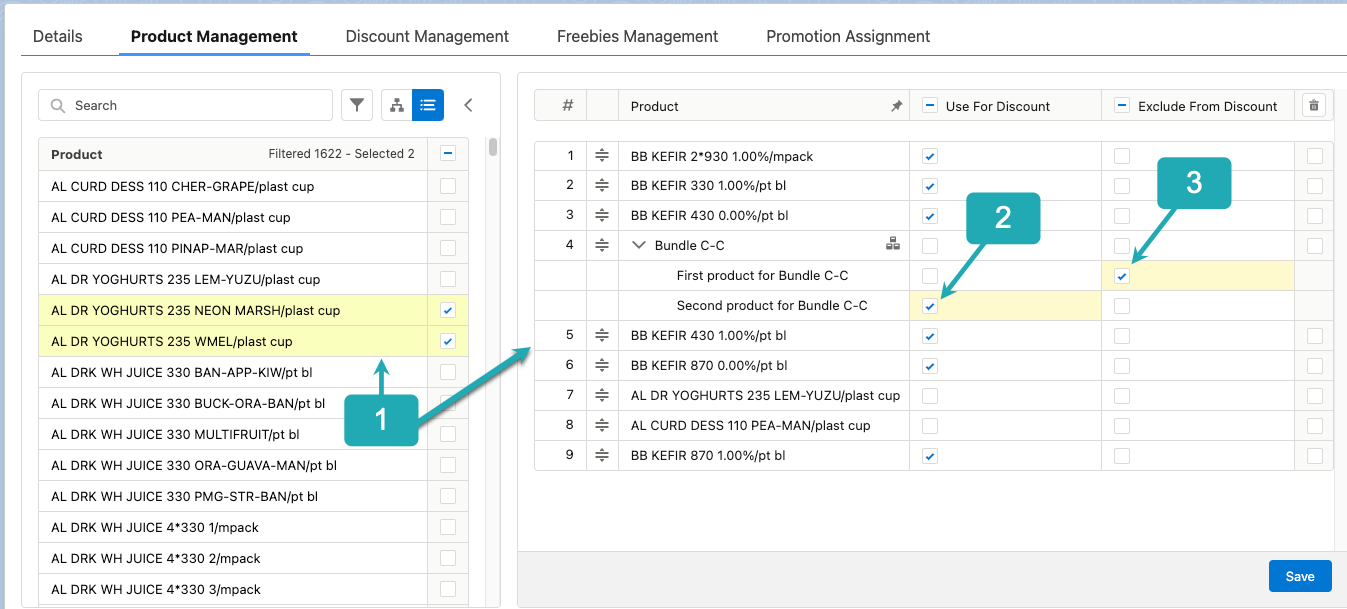 Details Product Management Discount Management Freebies Management Promotion Assignment
Search
Product Filtered 1622 - Selected 2
AL CURD DESS 110 CHER-GRAPE/plast cup
AL CURD DESS 110 PEA-MAN/plast cup
AL CURD DESS 110 PINAP-MAR/plast cup
AL DR YOGHURTS 235 LEM-YUZU/plast cup
AL DR YOGHURTS 235 NEON MARSH/plast cup
AL DR YOGHURTS 235 WMEL/plast cup
AL DRK WH JUICE 330 BAN-APP-KIW/pt bl
AL DRK WH JUICE 330 BUCK-ORA-BAN/pt bl
AL DRK WH JUICE 330 MULTIFRUIT/pt bl
AL DRK WH JUICE 330 ORA-GUAVA-MAN/pt bl
AL DRK WH JUICE 330 PMG-STR-BAN/pt bl
AL DRK WH JUICE 4*330 1/mpack
AL DRK WH JUICE 4*330 2/mpack
AL DRK WH JUICE 4*330 3/mpack
1
# Product Use For Discount Exclude From Discount
1 BB KEFIR 2*930 1.00%/mpack
2 BB KEFIR 330 1.00%/pt bl
3 BB KEFIR 430 0.00%/pt bl
4 Bundle C-C
First product for Bundle C-C
Second product for Bundle C-C
5 BB KEFIR 430 1.00%/pt bl
6 BB KEFIR 870 0.00%/pt bl
7 AL DR YOGHURTS 235 LEM-YUZU/plast cup
8 AL CURD DESS 110 PEA-MAN/plast cup
9 BB KEFIR 870 1.00%/pt bl
2
3
Save